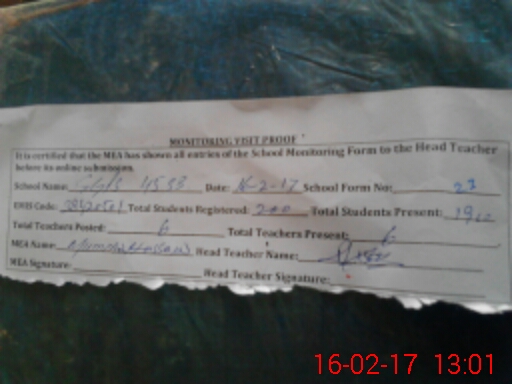 MONITORING VISIT PROOF
It is certified that the MEA has shown all entries of the School Monitoring Form to the Head Teacher
before its online submission.
School Name: Date: 16-2-17 School Form No: 27
EMIS Code: Total Students Registered: 200 Total Students Present: 190
Total Teachers Posted: 6 Total Teachers Present: 6
MEA Name: Head Teacher Name:
MEA Signature: Head Teacher Signature:
16-02-17 13:01